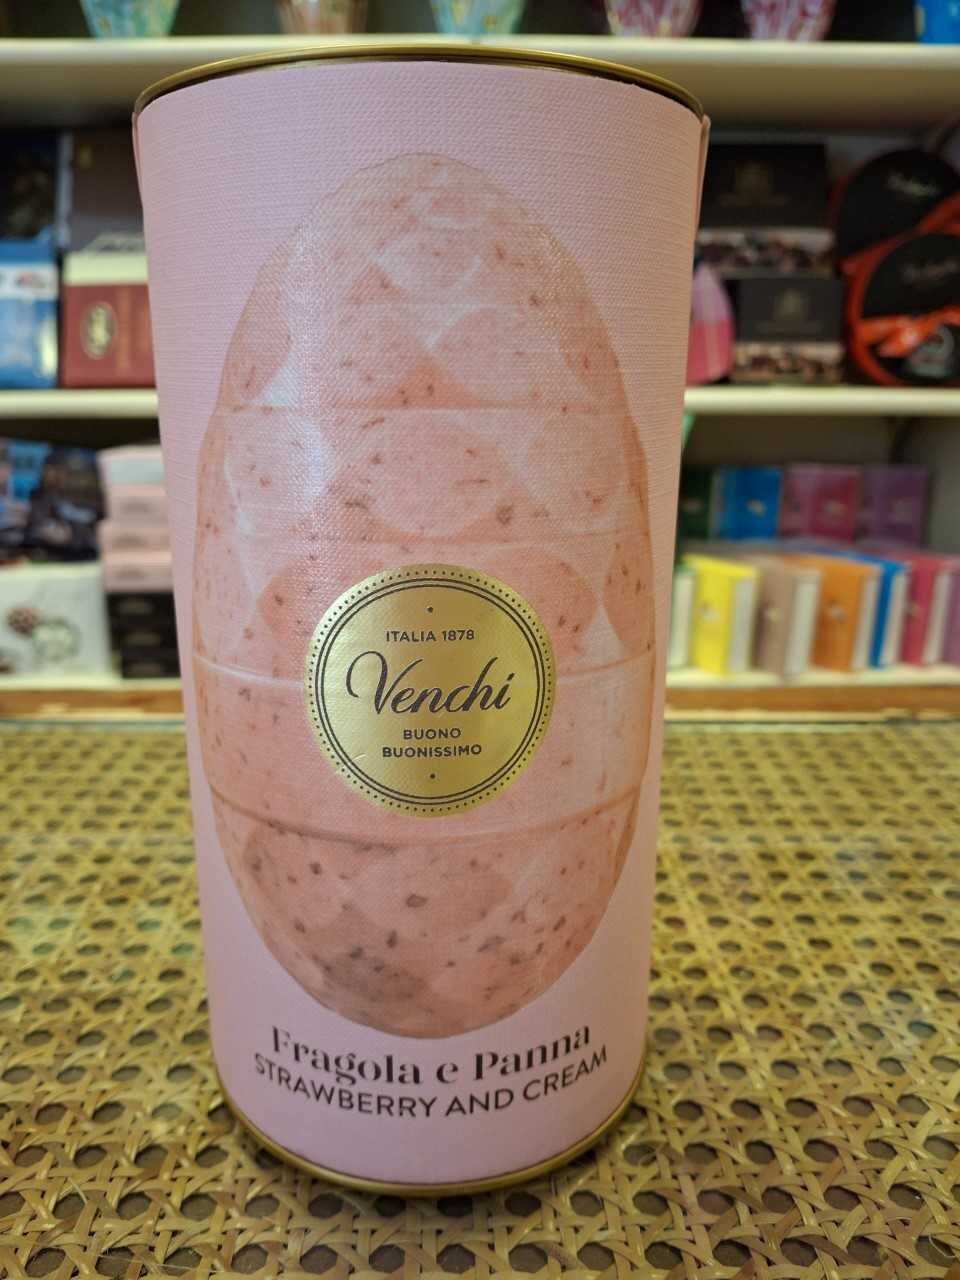 ITALIA 1878
Venchi
BUONO
BUONISSIMO
Fragola e Panna
STRAWBERRY AND CREAM